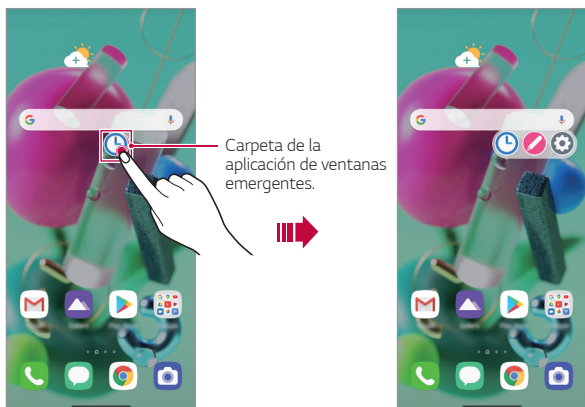 Carpeta de la
aplicación de ventanas
emergentes.